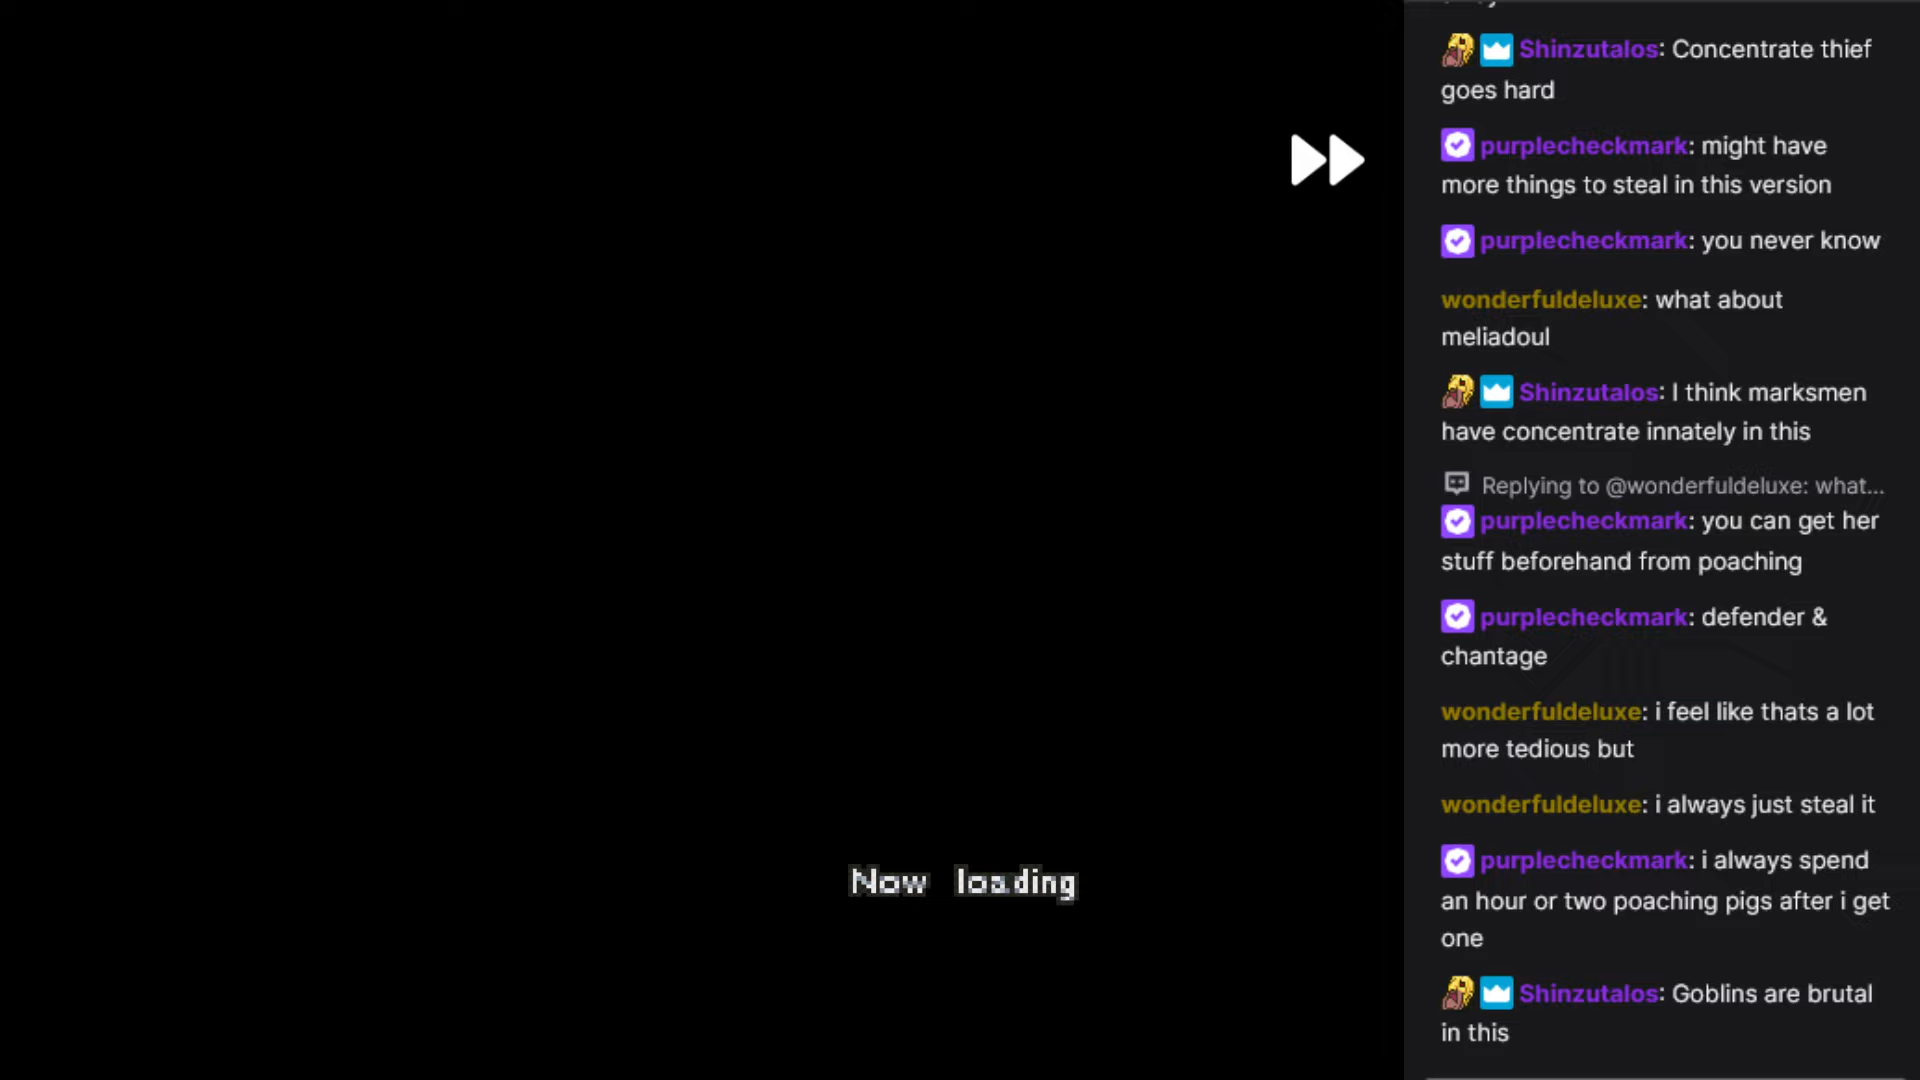 Now loading
Shinzutalos: Concentrate thief
goes hard
purplecheckmark: might have
more things to steal in this version
purplecheckmark: you never know
wonderfuldeluxe: what about
meliadoul
Shinzutalos: I think marksmen
have concentrate innately in this
Replying to @wonderfuldeluxe: what...
purplecheckmark: you can get her
stuff beforehand from poaching
purplecheckmark: defender &
chantage
wonderfuldeluxe: i feel like thats a lot
more tedious but
wonderfuldeluxe: i always just steal it
purplecheckmark: i always spend
an hour or two poaching pigs after i get
one
Shinzutalos: Goblins are brutal
in this